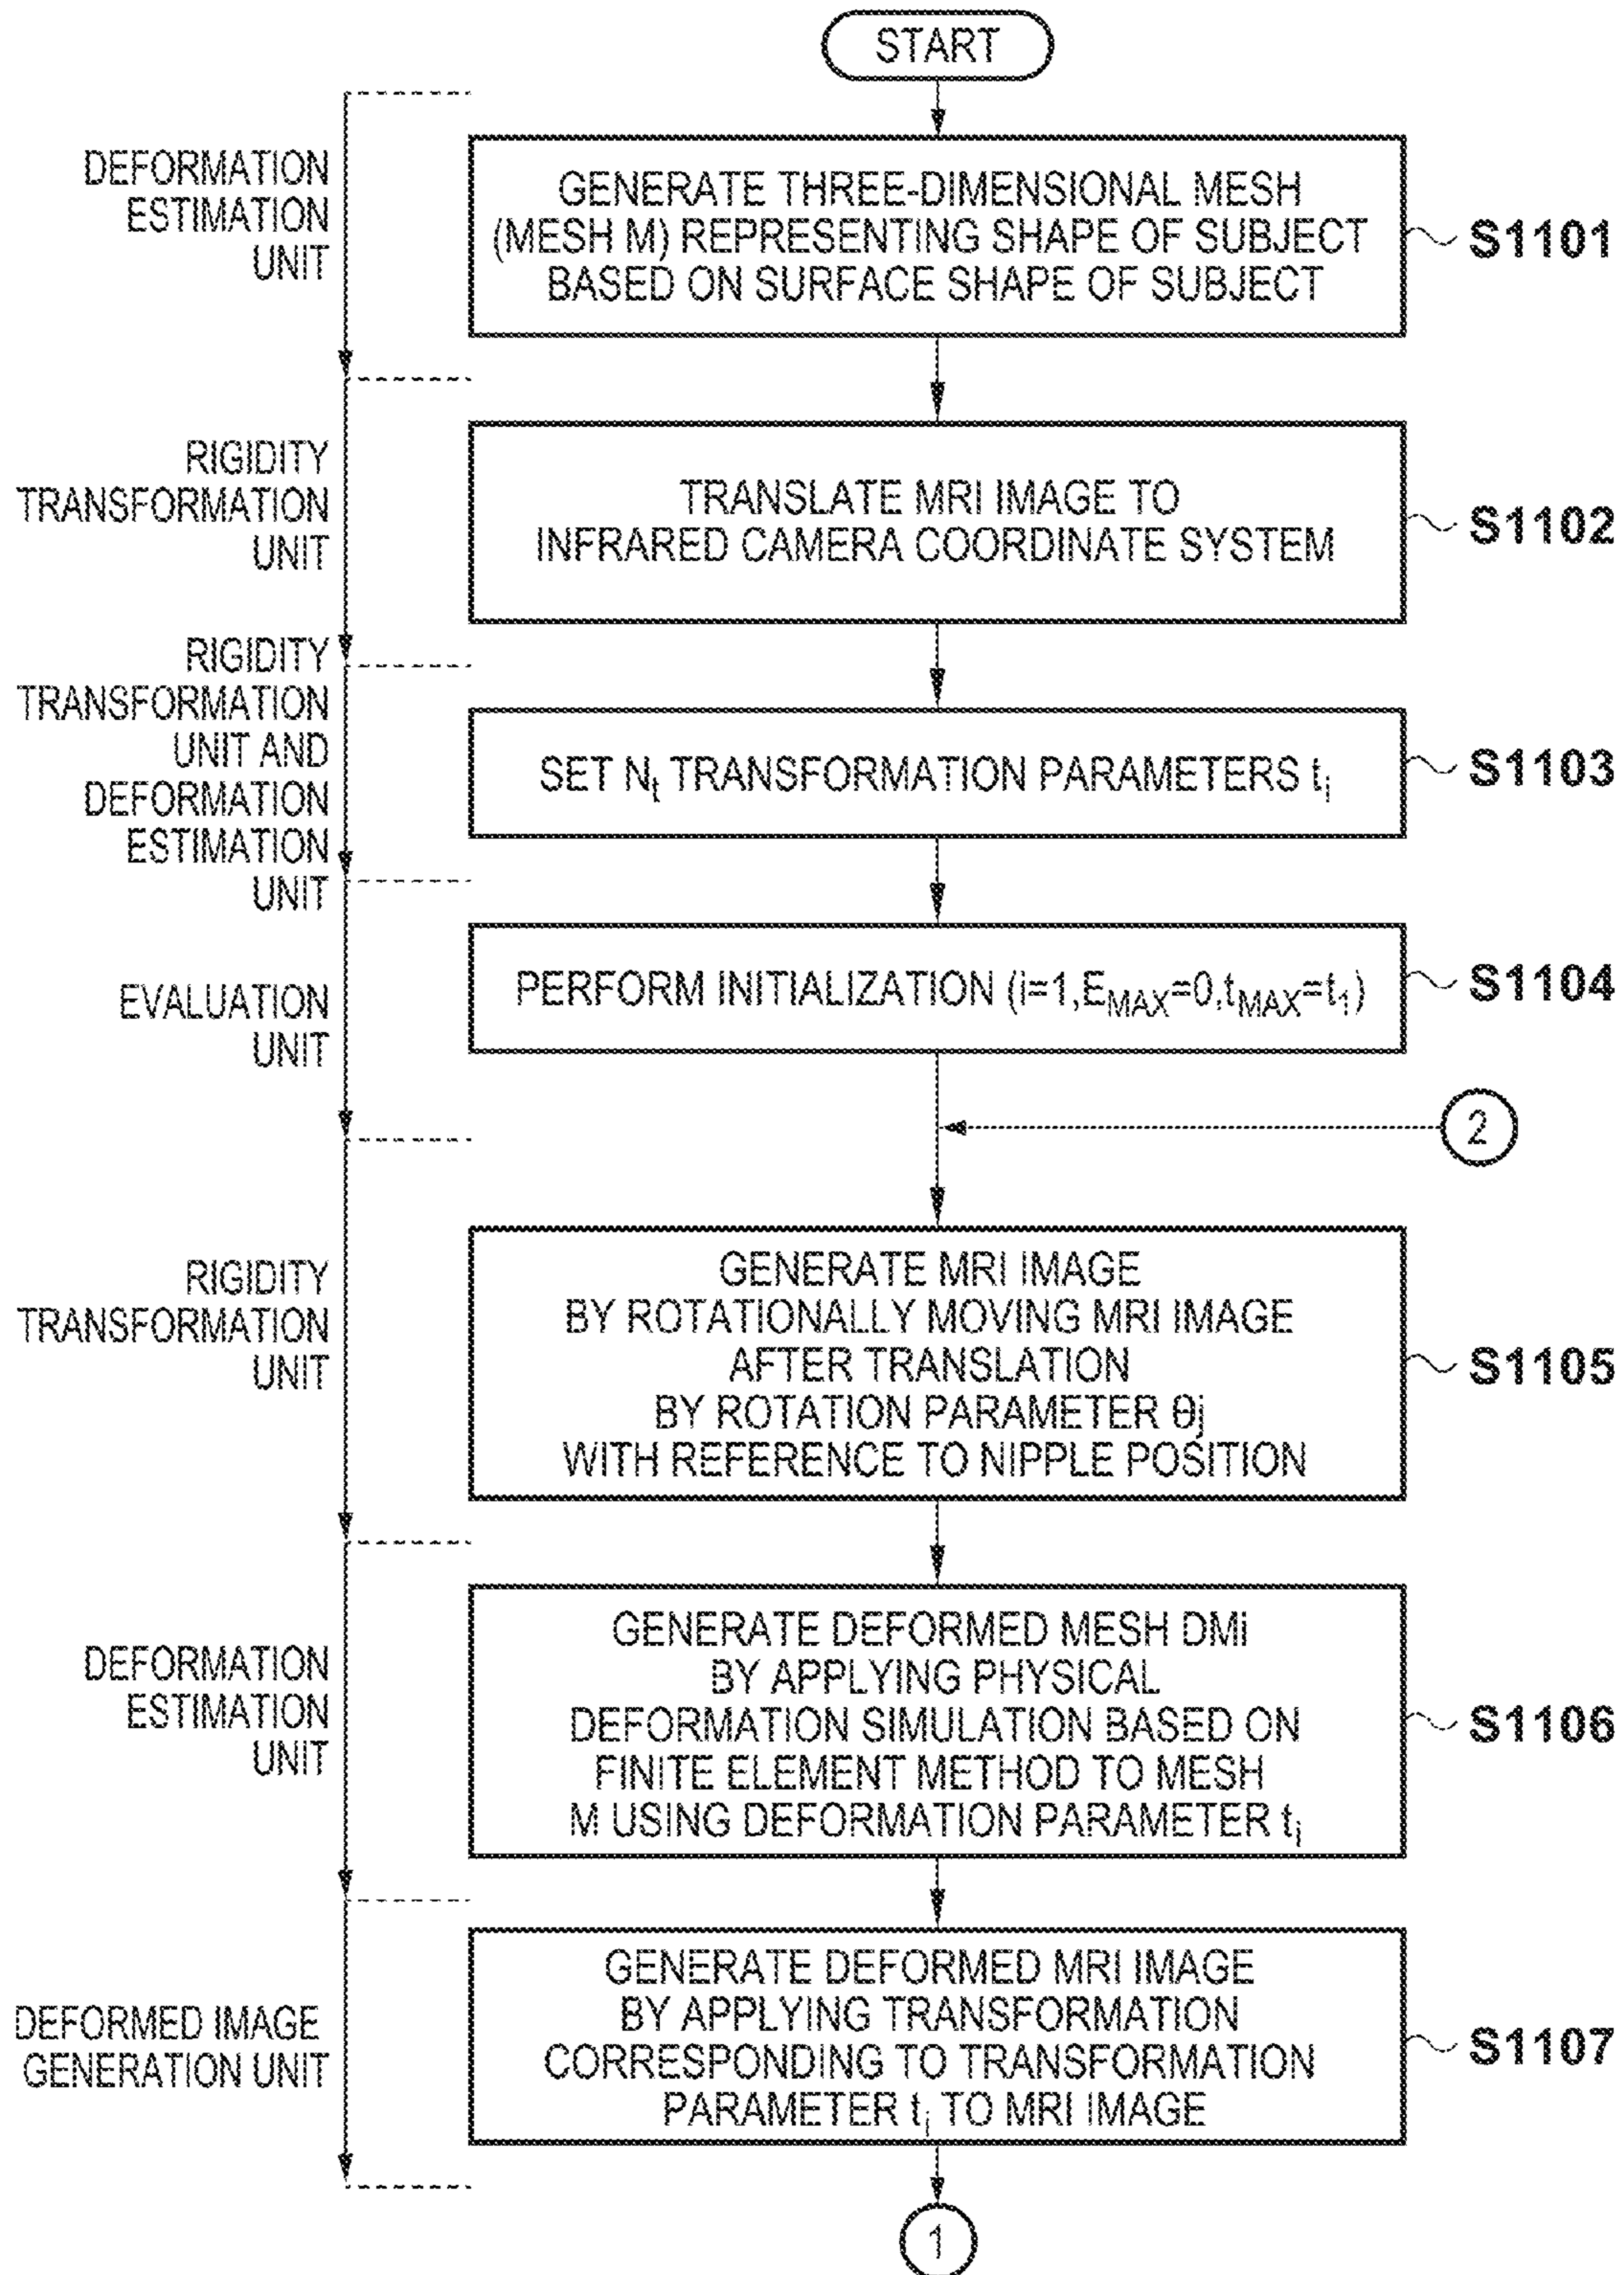 START
DEFORMATION
ESTIMATION
UNIT
GENERATE THREE-DIMENSIONAL MESH
(MESH M) REPRESENTING SHAPE OF SUBJECT
BASED ON SURFACE SHAPE OF SUBJECT
S1101
RIGIDITY
TRANSFORMATION
UNIT
TRANSLATE MRI IMAGE TO
INFRARED CAMERA COORDINATE SYSTEM
S1102
RIGIDITY
TRANSFORMATION
UNIT AND
DEFORMATION
ESTIMATION
UNIT
SET Nt TRANSFORMATION PARAMETERS ti
S1103
EVALUATION
UNIT
PERFORM INITIALIZATION (i=1,EMAX=0,tMAX=t1)
S1104
2
RIGIDITY
TRANSFORMATION
UNIT
GENERATE MRI IMAGE
BY ROTATIONALLY MOVING MRI IMAGE
AFTER TRANSLATION
BY ROTATION PARAMETER θj
WITH REFERENCE TO NIPPLE POSITION
S1105
DEFORMATION
ESTIMATION
UNIT
GENERATE DEFORMED MESH DMi
BY APPLYING PHYSICAL
DEFORMATION SIMULATION BASED ON
FINITE ELEMENT METHOD TO MESH
M USING DEFORMATION PARAMETER ti
S1106
DEFORMED IMAGE
GENERATION UNIT
GENERATE DEFORMED MRI IMAGE
BY APPLYING TRANSFORMATION
CORRESPONDING TO TRANSFORMATION
PARAMETER ti TO MRI IMAGE
S1107
1